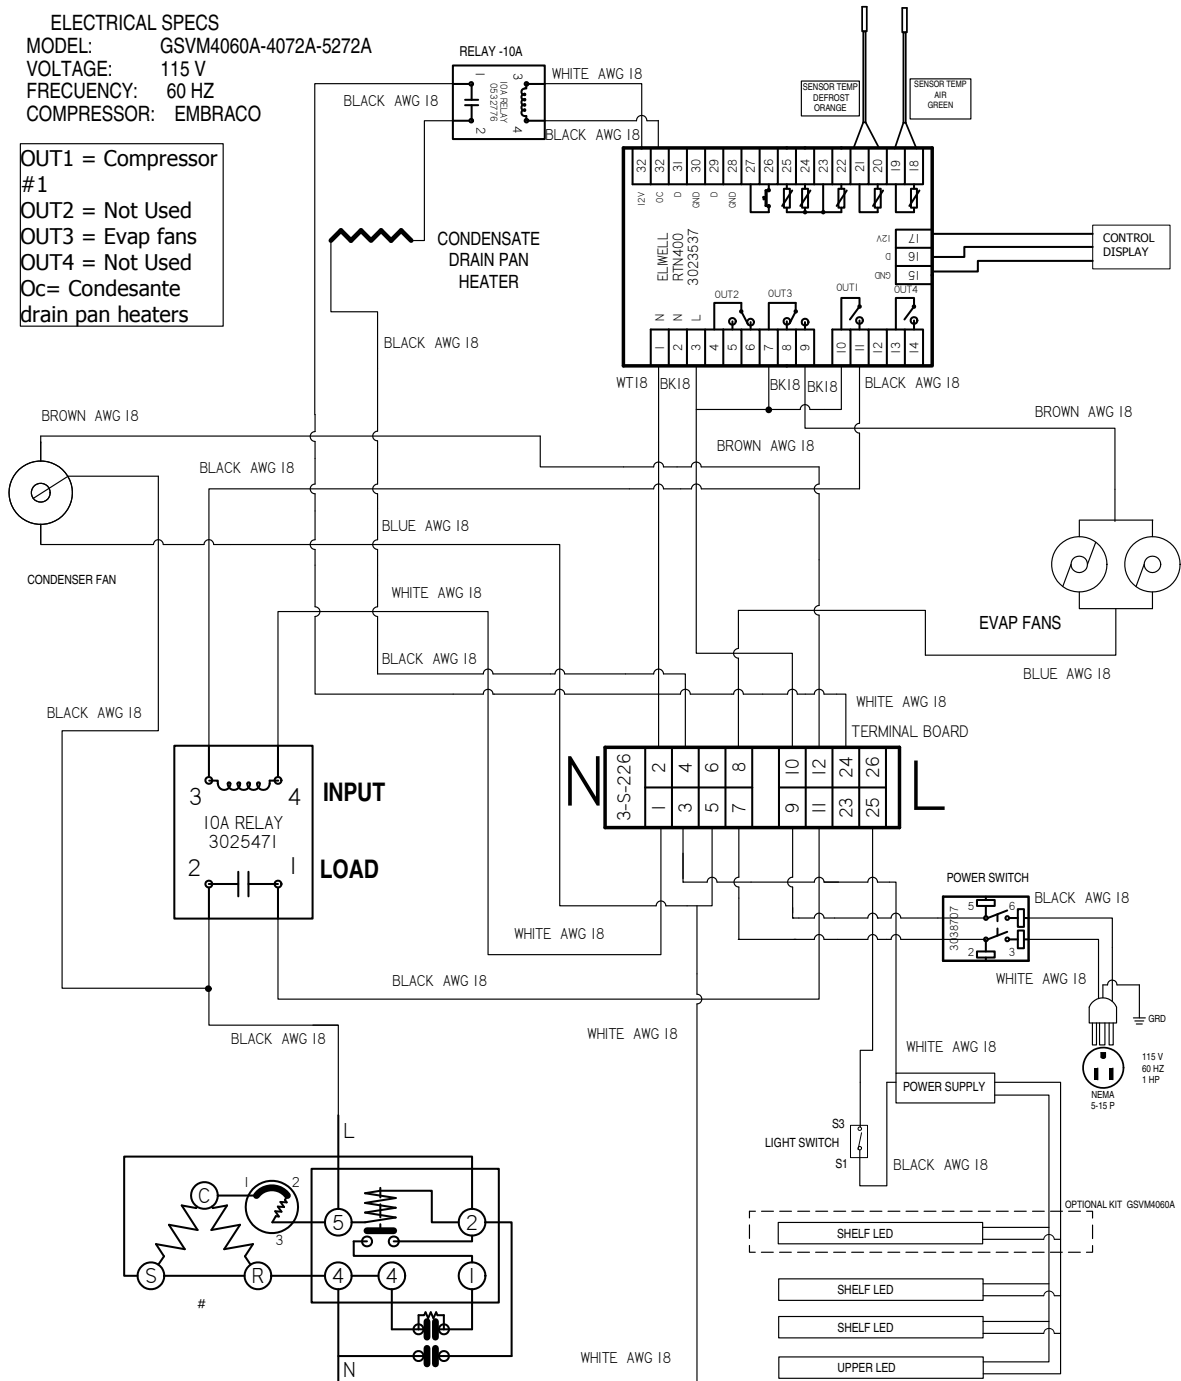 ELECTRICAL SPECS
MODEL: GSVM4060A-4072A-5272A
VOLTAGE: 115 V
FRECUENCY: 60 HZ
COMPRESSOR: EMBRACO
OUT1 = Compressor
#1
OUT2 = Not Used
OUT3 = Evap fans
OUT4 = Not Used
Oc= Condesante
drain pan heaters
RELAY -10A
1 3
10A RELAY
0532776
2 4
WHITE AWG 18
BLACK AWG 18
BLACK AWG 18
SENSOR TEMP
DEFROST
ORANGE
SENSOR TEMP
AIR
GREEN
32 32 31 30 29 28 27 26 25 24 23 22 21 20 19 18
12V OC D GND D GND
CONDENSATE
DRAIN PAN
HEATER
ELIWELL
RTN400
3023537
17 12V
16 D
15 GND
CONTROL
DISPLAY
OUT2 OUT3 OUT1 OUT4
N N L
1 2 3 4 5 6 7 8 9 10 11 12 13 14
BLACK AWG 18
WT18 BK18 BK18 BK18 BLACK AWG 18
BROWN AWG 18
BROWN AWG 18
BROWN AWG 18
BLACK AWG 18
BLUE AWG 18
CONDENSER FAN
WHITE AWG 18
EVAP FANS
BLACK AWG 18
BLUE AWG 18
WHITE AWG 18
BLACK AWG 18
TERMINAL BOARD
N
3-S-226
2 4 6 8 10 12 24 26
1 3 5 7 9 11 23 25
L
3 4
INPUT
10A RELAY
3025471
2 1
LOAD
POWER SWITCH
BLACK AWG 18
5 6
3038707
2 3
WHITE AWG 18
WHITE AWG 18
BLACK AWG 18
GRD
WHITE AWG 18
BLACK AWG 18
WHITE AWG 18
115 V
60 HZ
1 HP
NEMA
5-15 P
POWER SUPPLY
S3
LIGHT SWITCH
S1
BLACK AWG 18
L
C
1 2
3
5 2
S R 4 4 1
#
N
OPTIONAL KIT GSVM4060A
SHELF LED
SHELF LED
SHELF LED
UPPER LED
WHITE AWG 18